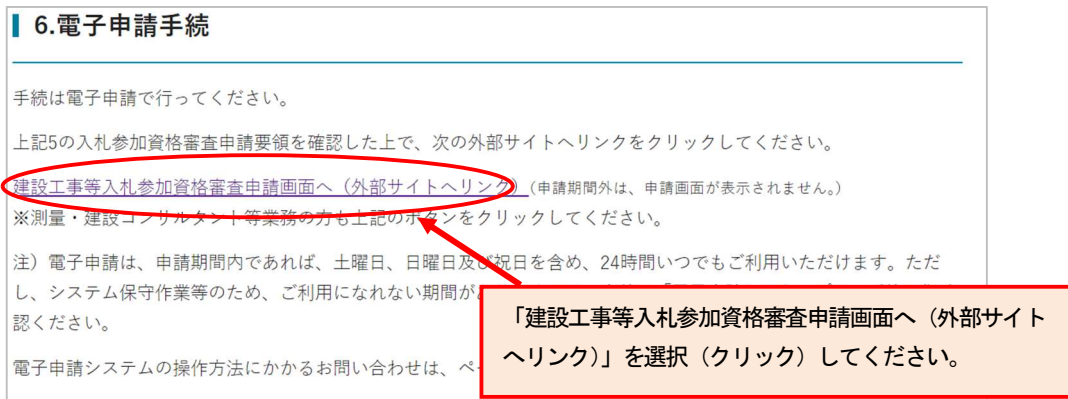 6.電子申請手続
手続は電子申請で行ってください。
上記5の入札参加資格審査申請要領を確認した上で、次の外部サイトへリンクをクリックしてください。
建設工事等入札参加資格審査申請画面へ（外部サイトへリンク）（申請期間外は、申請画面が表示されません。）
※測量・建設コンサルタント等業務の方も上記のボタンをクリックしてください。
注）電子申請は、申請期間内であれば、土曜日、日曜日及び祝日を含め、24時間いつでもご利用いただけます。ただ
し、システム保守作業等のため、ご利用になれない期間が
認ください。
電子申請システムの操作方法にかかるお問い合わせは、ペ
「建設工事等入札参加資格審査申請画面へ（外部サイト
へリンク）」を選択（クリック）してください。